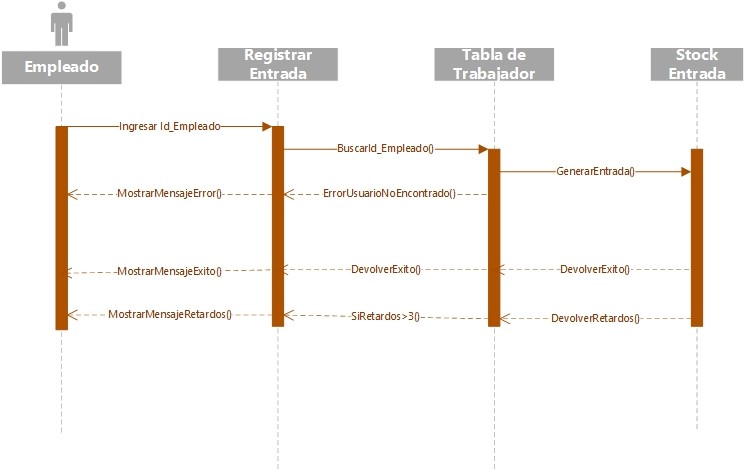 Empleado
Registrar
Entrada
Tabla de
Trabajador
Stock
Entrada
Ingresar Id_Empleado
BuscarId_Empleado()
GenerarEntrada()
MostrarMensajeError()
ErrorUsuarioNoEncontrado()
MostrarMensajeExito()
DevolverExito()
DevolverExito()
MostrarMensajeRetardos()
SiRetardos>3()
DevolverRetardos()